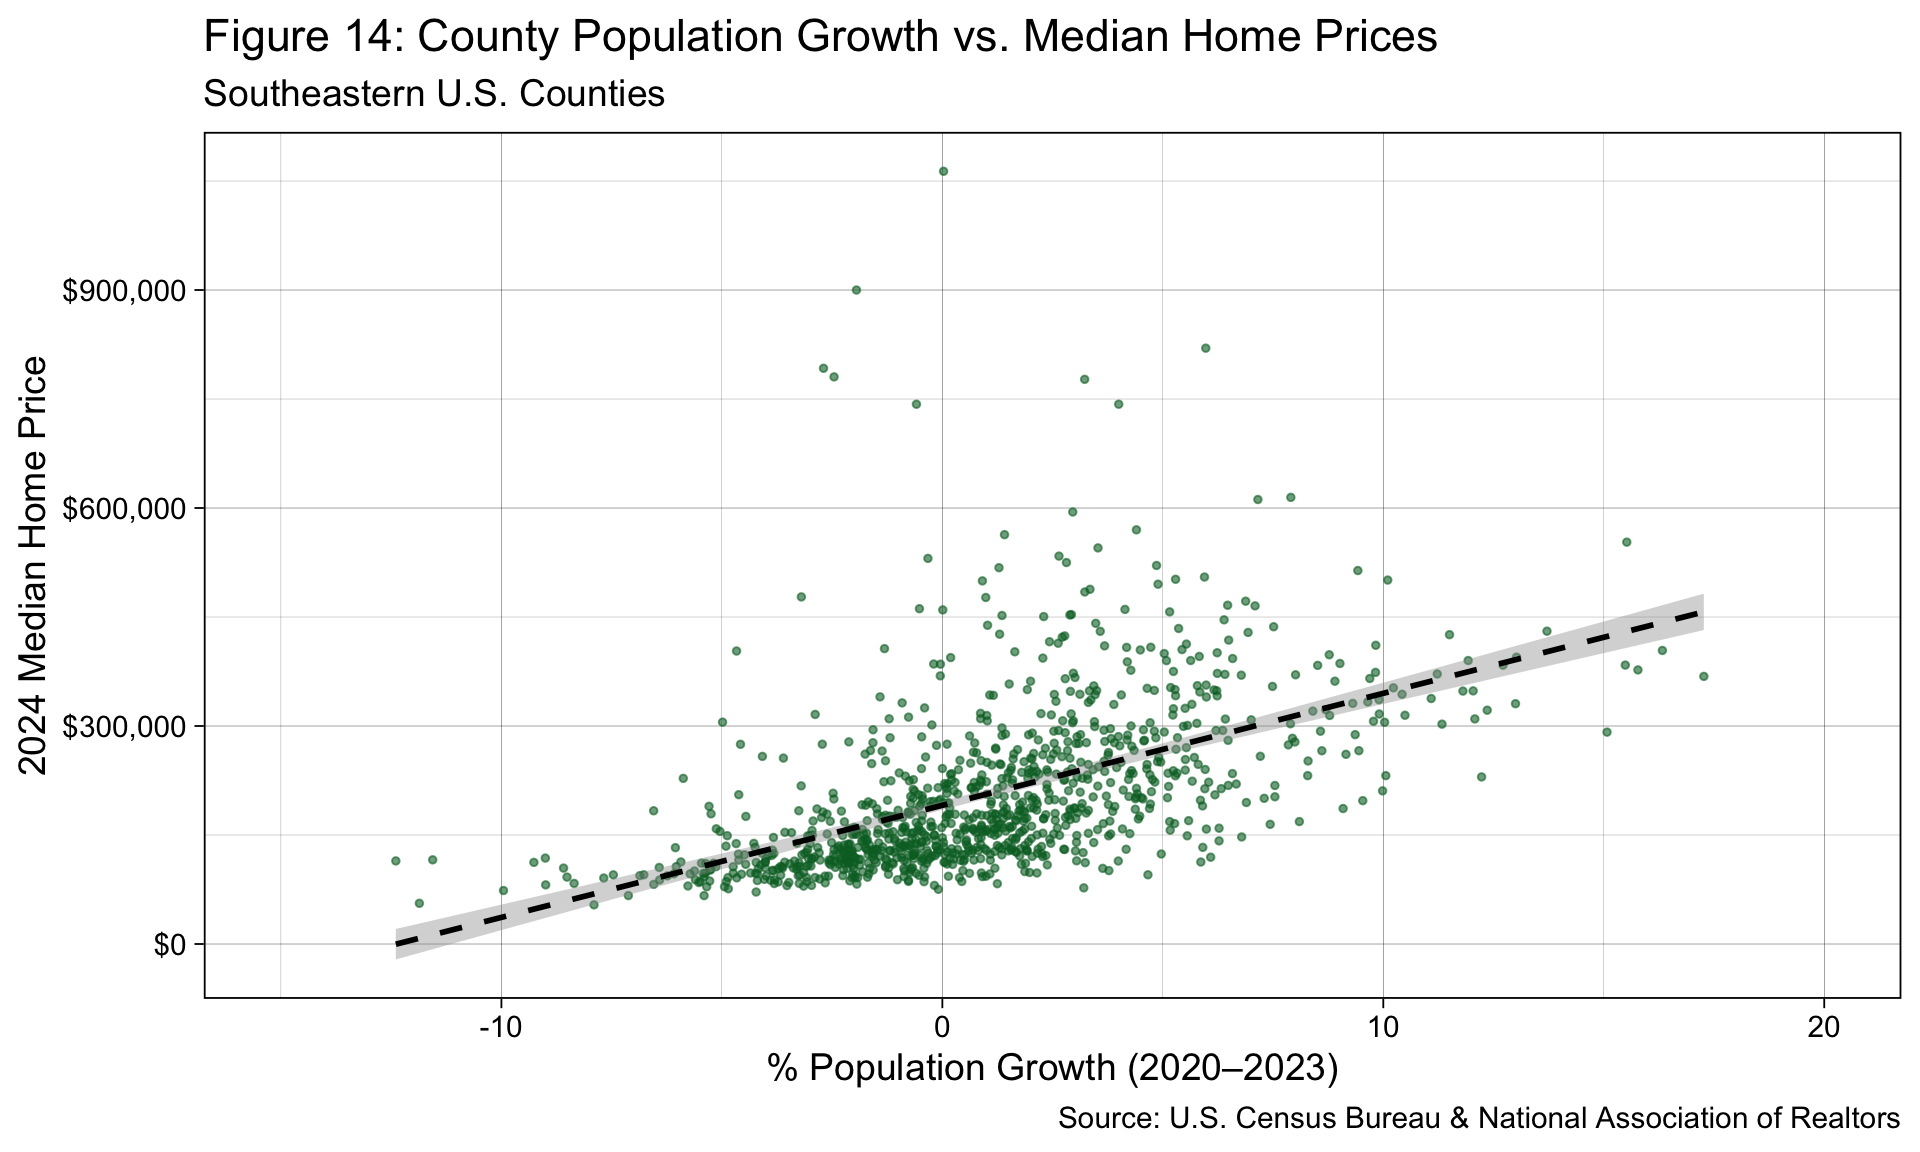 Figure 14: County Population Growth vs. Median Home Prices
Southeastern U.S. Counties
2024 Median Home Price
$900,000
$600,000
$300,000
$0
-10
0
10
20
% Population Growth (2020–2023)
Source: U.S. Census Bureau & National Association of Realtors